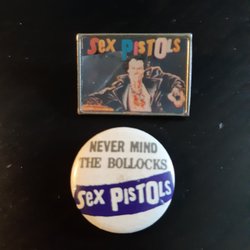 SEX PISTOLS
NEVER MIND
THE BOLLOCKS
SEX PISTOLS